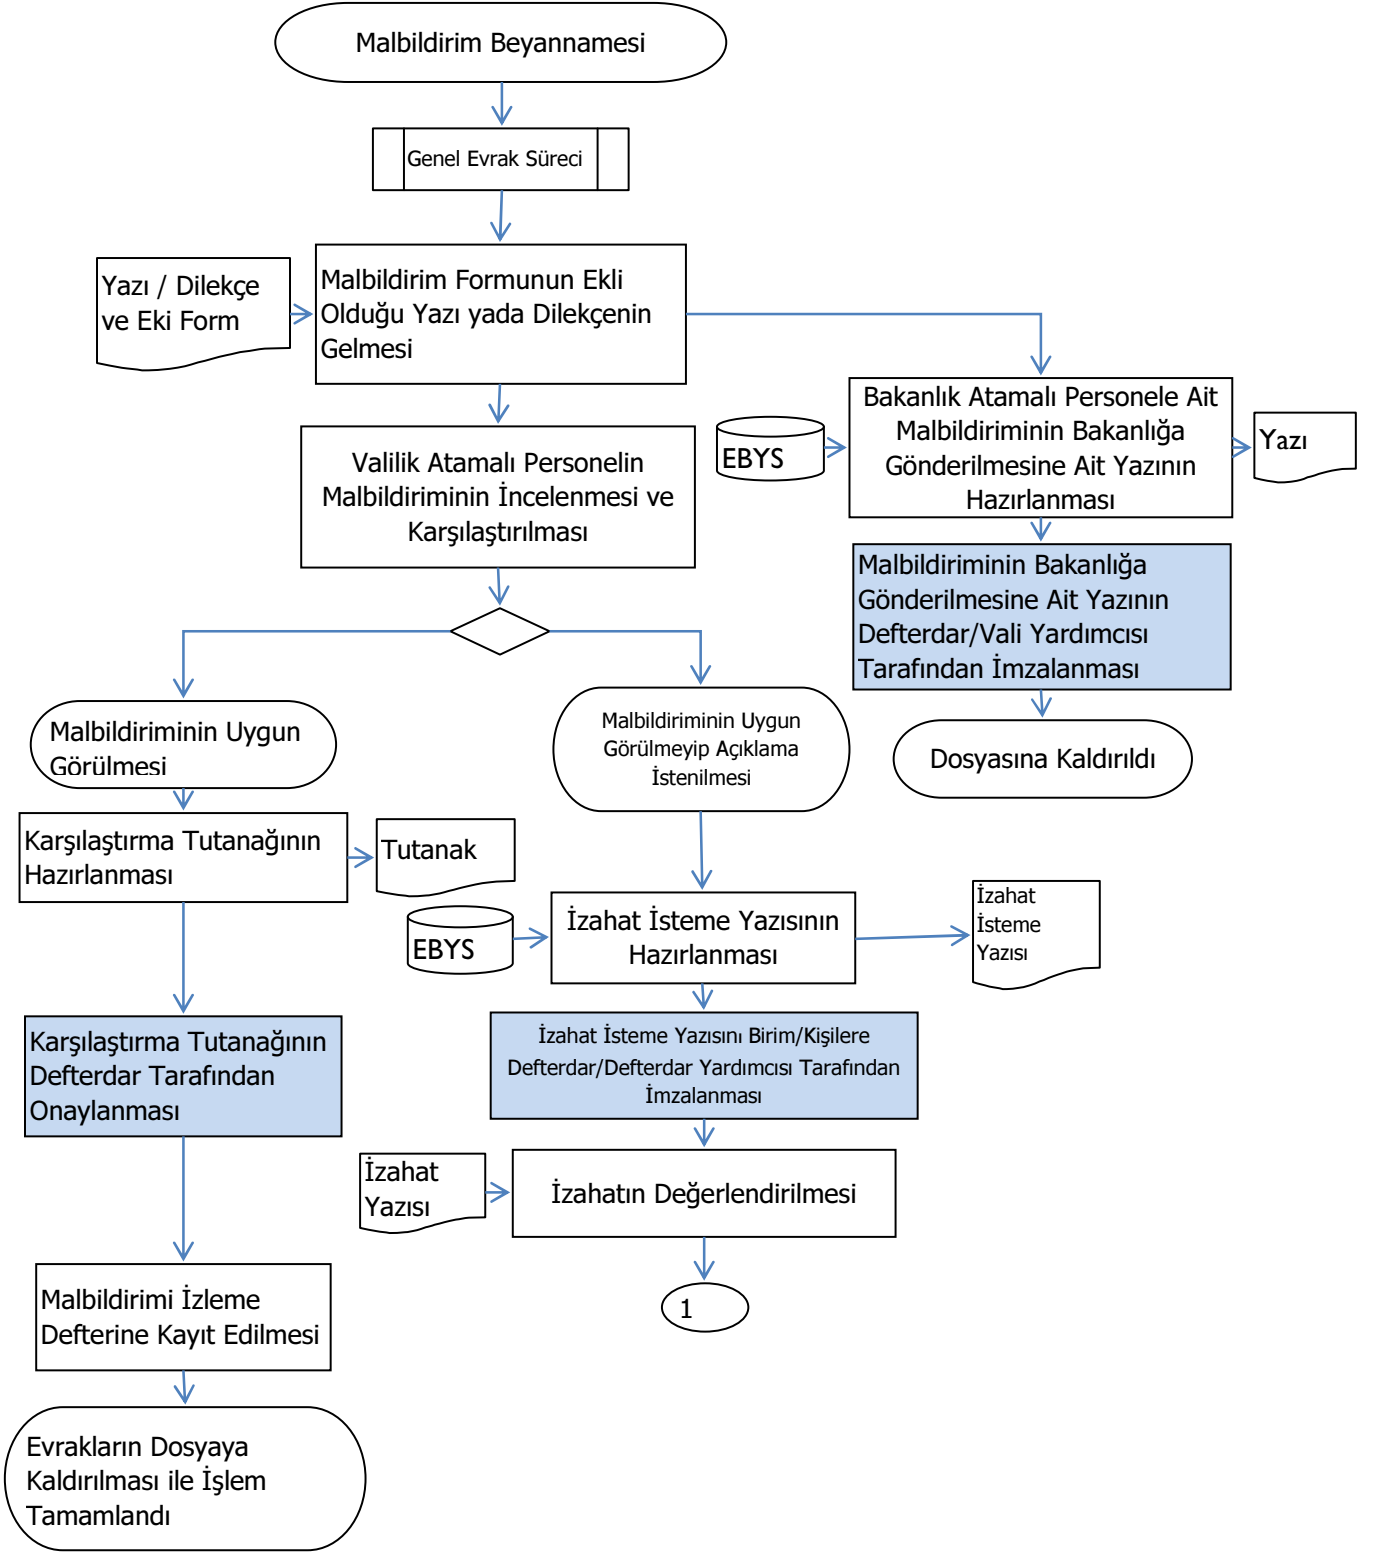 Malbildirim Beyannamesi
Genel Evrak Süreci
Yazı / Dilekçe
ve Eki Form
Malbildirim Formunun Ekli
Olduğu Yazı yada Dilekçenin
Gelmesi
Bakanlık Atamalı Personele Ait
Malbildiriminin Bakanlığa
Gönderilmesine Ait Yazının
Hazırlanması
EBYS
Yazı
Valilik Atamalı Personelin
Malbildiriminin İncelenmesi ve
Karşılaştırılması
Malbildiriminin Bakanlığa
Gönderilmesine Ait Yazının
Defterdar/Vali Yardımcısı
Tarafından İmzalanması
Dosyasına Kaldırıldı
Malbildiriminin Uygun
Görülmesi
Malbildiriminin Uygun
Görülmeyip Açıklama
İstenilmesi
Karşılaştırma Tutanağının
Hazırlanması
Tutanak
EBYS
İzahat İsteme Yazısının
Hazırlanması
İzahat
İsteme
Yazısı
Karşılaştırma Tutanağının
Defterdar Tarafından
Onaylanması
İzahat İsteme Yazısını Birim/Kişilere
Defterdar/Defterdar Yardımcısı Tarafından
İmzalanması
İzahat
Yazısı
İzahatın Değerlendirilmesi
1
Malbildirimi İzleme
Defterine Kayıt Edilmesi
Evrakların Dosyaya
Kaldırılması ile İşlem
Tamamlandı